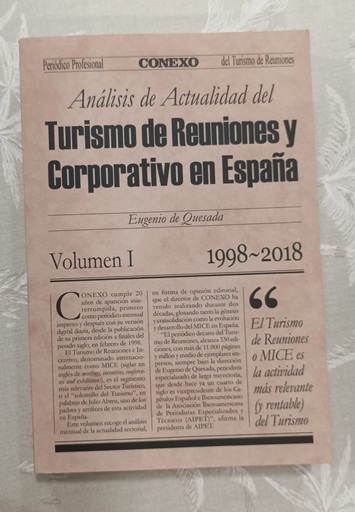 Periódico Profesional CONEXO del Turismo de Reuniones
Análisis de Actualidad del
Turismo de Reuniones y
Corporativo en España
Eugenio de Quesada
Volumen I 1998~2018
CONEXO cumple 20
años de aparición inin-
terrumpida, primero
como periódico mensual
impreso y después con su versión
digital diaria, desde la publicación
de su primera edición a finales del
pasado siglo, en febrero de 1998.
El Turismo de Reuniones e In-
centivos, denominado internacio-
nalmente como MICE (siglas en
inglés de meetings, incentives, confe-
rences and exhibitions), es el segmento
más relevante del Sector Turístico,
o el "solomillo del Turismo", en
palabras de Julio Abreu, uno de los
padres y artífices de esta actividad
en España.
Este volumen recoge el análisis
mensual de la actualidad sectorial,
en forma de opinión editorial,
que el director de CONEXO ha
venido realizando durante dos
décadas, glosando tanto la génesis
y consolidación como la evolución
y desarrollo del MICE en España.
"El periódico decano del Turis-
mo de Reuniones, alcanza 350 edi-
ciones, con más de 11.000 páginas
y millón y medio de ejemplares im-
presos, siempre bajo la dirección
de Eugenio de Quesada, periodista
especializado de larga trayectoria,
que desde hace ya un cuarto de
siglo es vicepresidente de los Ca-
pítulos Español e Iberoamericano
de la Asociación Iberoamericana
de Periodistas Especializados y
Técnicos (AIPET)", afirma la
presidenta de AIPET.
“
El Turismo
de Reuniones
o MICE es
la actividad
más relevante
(y rentable)
del Turismo